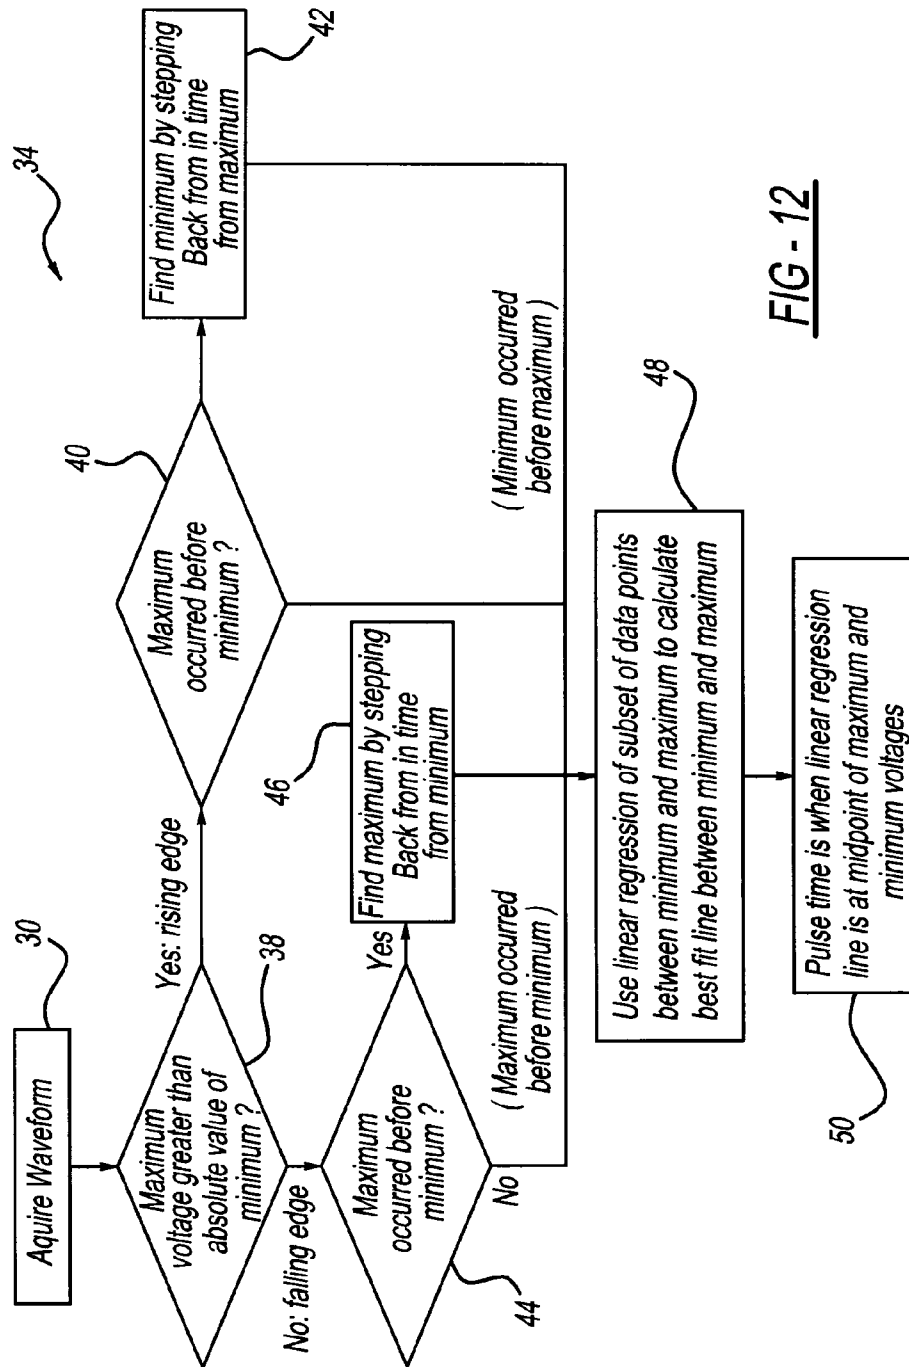 34
30
Aquire Waveform
Maximum
voltage greater than
absolute value of
minimum ?
38
Yes: rising edge
Maximum
occurred before
minimum ?
40
Find minimum by stepping
Back from in time
from maximum
42
No: falling edge
Maximum
occurred before
minimum ?
44
Yes
No
Find maximum by stepping
Back from in time
from minimum
46
( Maximum occurred
before minimum )
( Minimum occurred
before maximum )
Use linear regression of subset of data points
between minimum and maximum to calculate
best fit line between minimum and maximum
48
Pulse time is when linear regression
line is at midpoint of maximum and
minimum voltages
50
FIG - 12